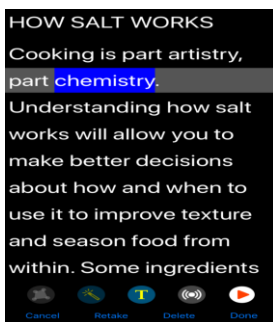 HOW SALT WORKS
Cooking is part artistry,
part chemistry.
Understanding how salt
works will allow you to
make better decisions
about how and when to
use it to improve texture
and season food from
within. Some ingredients
T
Cancel Retake Delete Done